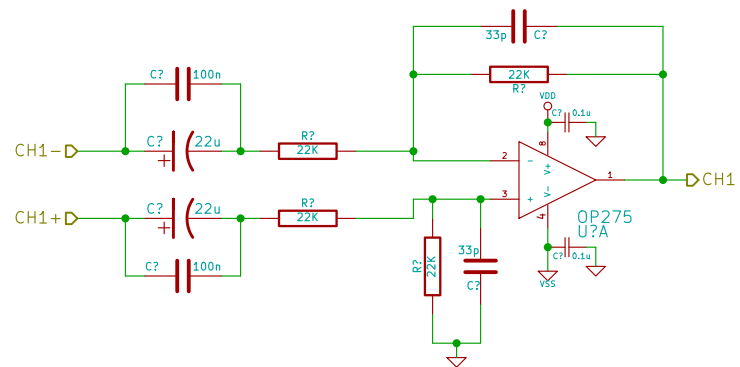 33p C?
22K
R?
C? 100n
VDD
C? 0.1u
C? 22u
R?
CH1-
22K
2
-
8
V+
1
CH1
3
+
V-
4
C? 22u
R?
CH1+
22K
OP275
U?A
C? 100n
R?
22K
33p
C?
C? 0.1u
VSS